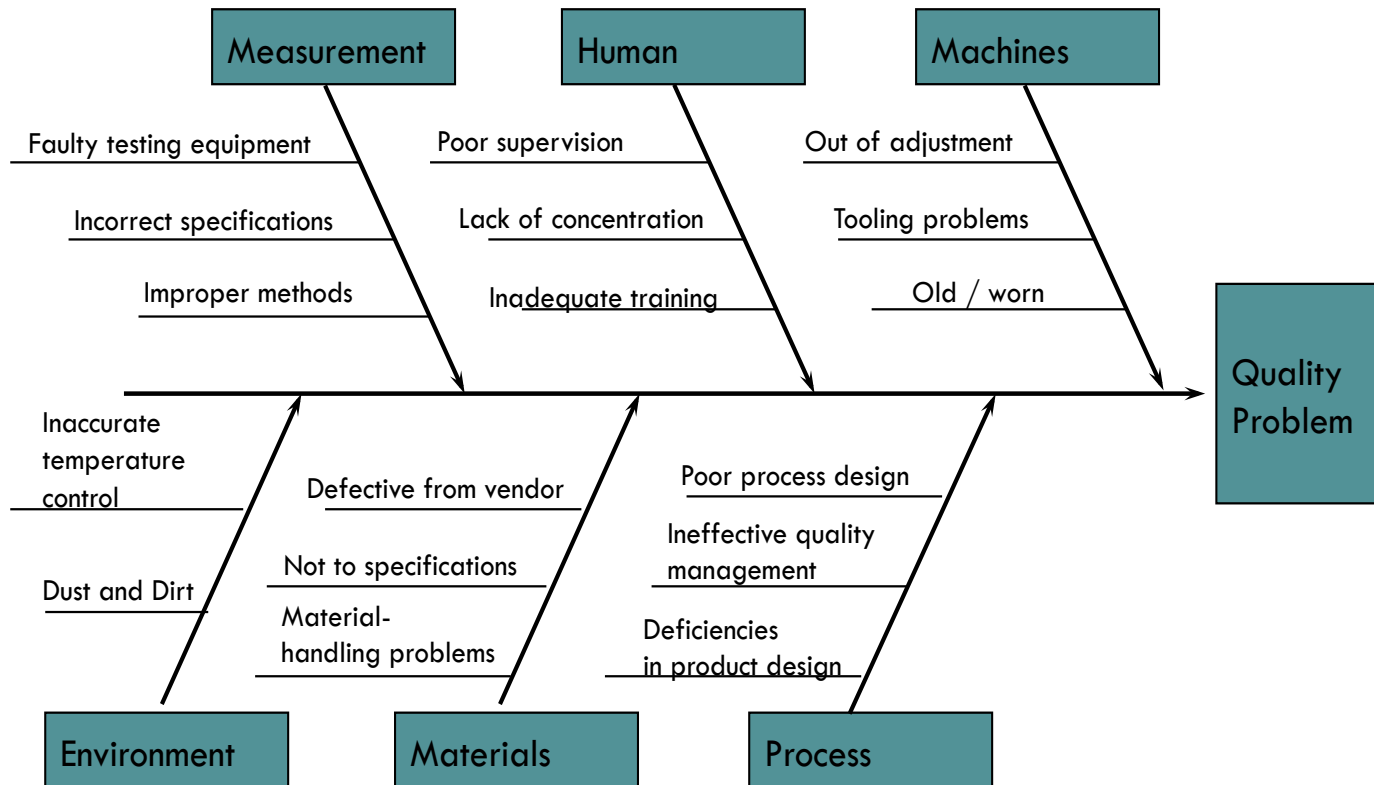 Measurement
Human
Machines
Faulty testing equipment
Poor supervision
Out of adjustment
Incorrect specifications
Lack of concentration
Tooling problems
Improper methods
Inadequate training
Old / worn
Quality
Problem
Inaccurate
temperature
control
Defective from vendor
Poor process design
Dust and Dirt
Not to specifications
Ineffective quality
management
Material-
handling problems
Deficiencies
in product design
Environment
Materials
Process